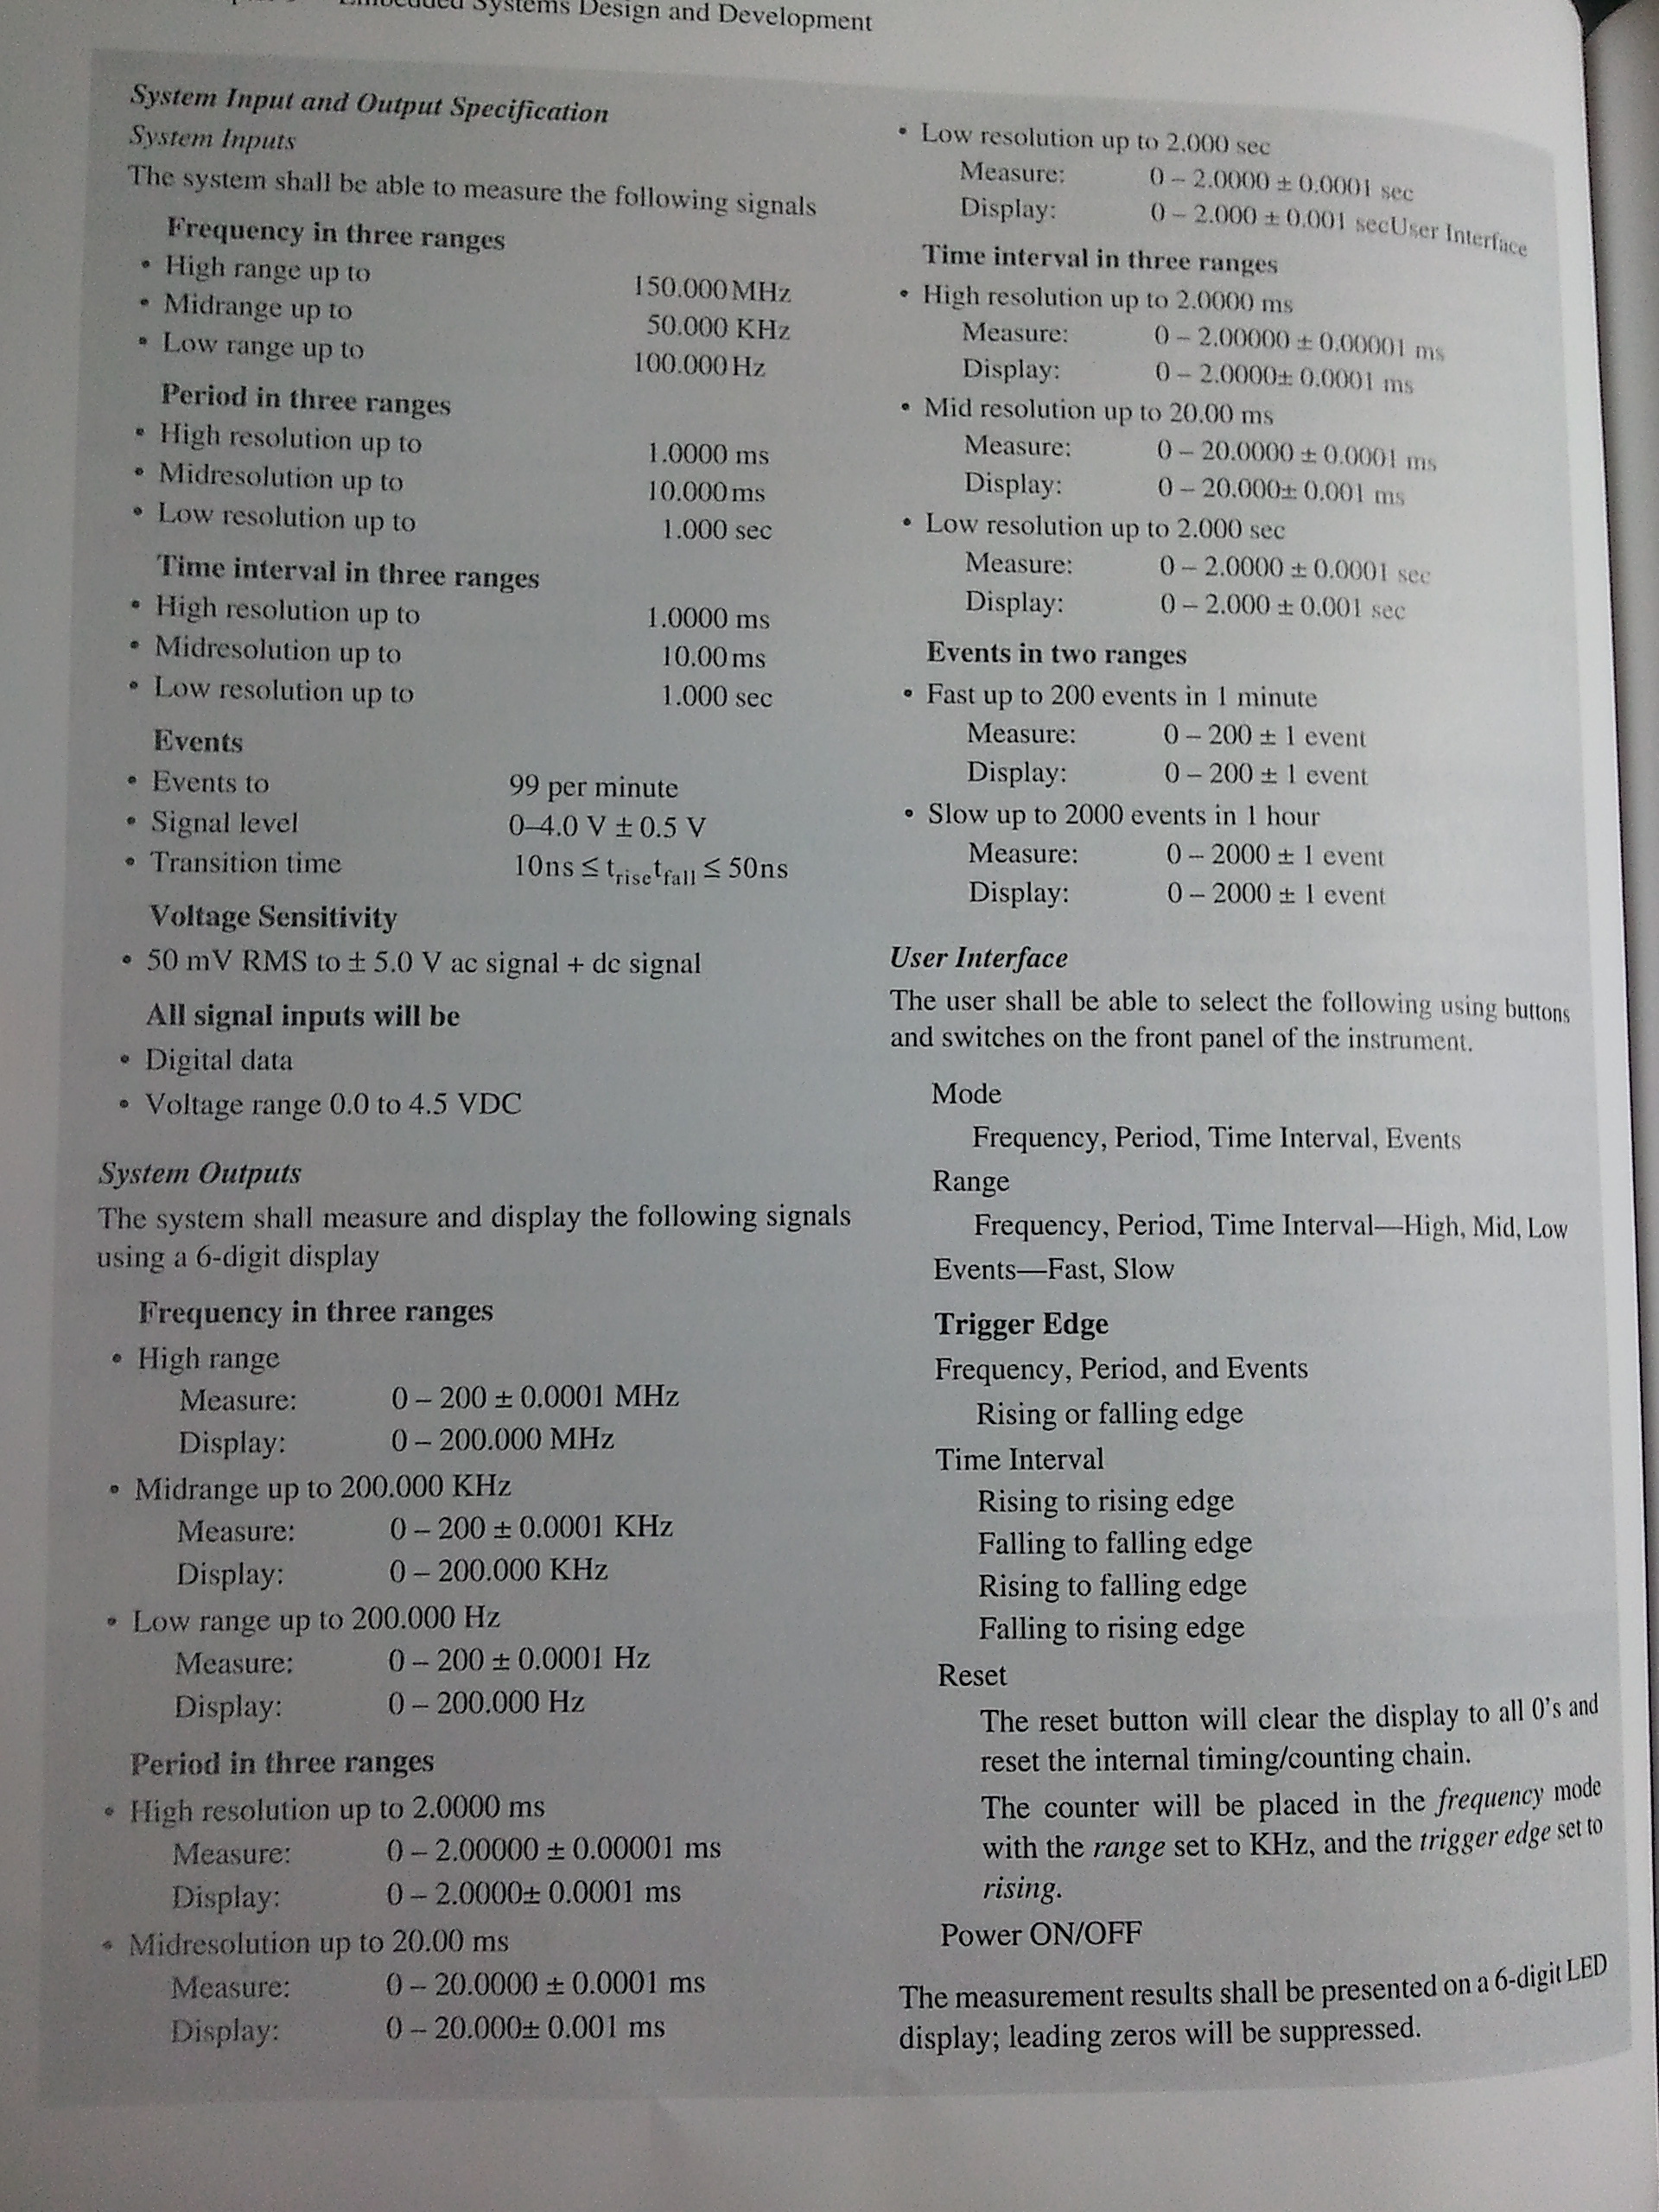 Embedded Systems Design and Development
System Input and Output Specification
System Inputs
The system shall be able to measure the following signals
Frequency in three ranges
• High range up to 150.000 MHz
• Midrange up to 50.000 KHz
• Low range up to 100.000 Hz
Period in three ranges
• High resolution up to 1.0000 ms
• Midresolution up to 10.000 ms
• Low resolution up to 1.000 sec
Time interval in three ranges
• High resolution up to 1.0000 ms
• Midresolution up to 10.00 ms
• Low resolution up to 1.000 sec
Events
• Events to 99 per minute
• Signal level 0–4.0 V ± 0.5 V
• Transition time 10ns ≤ trisetfall ≤ 50ns
Voltage Sensitivity
• 50 mV RMS to ± 5.0 V ac signal + dc signal
All signal inputs will be
• Digital data
• Voltage range 0.0 to 4.5 VDC
System Outputs
The system shall measure and display the following signals
using a 6-digit display
Frequency in three ranges
• High range
Measure: 0 – 200 ± 0.0001 MHz
Display: 0 – 200.000 MHz
• Midrange up to 200.000 KHz
Measure: 0 – 200 ± 0.0001 KHz
Display: 0 – 200.000 KHz
• Low range up to 200.000 Hz
Measure: 0 – 200 ± 0.0001 Hz
Display: 0 – 200.000 Hz
Period in three ranges
• High resolution up to 2.0000 ms
Measure: 0 – 2.00000 ± 0.00001 ms
Display: 0 – 2.0000± 0.0001 ms
• Midresolution up to 20.00 ms
Measure: 0 – 20.0000 ± 0.0001 ms
Display: 0 – 20.000± 0.001 ms
• Low resolution up to 2.000 sec
Measure: 0 – 2.0000 ± 0.0001 sec
Display: 0 – 2.000 ± 0.001 secUser Interface
Time interval in three ranges
• High resolution up to 2.0000 ms
Measure: 0 – 2.00000 ± 0.00001 ms
Display: 0 – 2.0000± 0.0001 ms
• Mid resolution up to 20.00 ms
Measure: 0 – 20.0000 ± 0.0001 ms
Display: 0 – 20.000± 0.001 ms
• Low resolution up to 2.000 sec
Measure: 0 – 2.0000 ± 0.0001 sec
Display: 0 – 2.000 ± 0.001 sec
Events in two ranges
• Fast up to 200 events in 1 minute
Measure: 0 – 200 ± 1 event
Display: 0 – 200 ± 1 event
• Slow up to 2000 events in 1 hour
Measure: 0 – 2000 ± 1 event
Display: 0 – 2000 ± 1 event
User Interface
The user shall be able to select the following using buttons
and switches on the front panel of the instrument.
Mode
Frequency, Period, Time Interval, Events
Range
Frequency, Period, Time Interval—High, Mid, Low
Events—Fast, Slow
Trigger Edge
Frequency, Period, and Events
Rising or falling edge
Time Interval
Rising to rising edge
Falling to falling edge
Rising to falling edge
Falling to rising edge
Reset
The reset button will clear the display to all 0's and
reset the internal timing/counting chain.
The counter will be placed in the frequency mode
with the range set to KHz, and the trigger edge set to
rising.
Power ON/OFF
The measurement results shall be presented on a 6-digit LED
display; leading zeros will be suppressed.